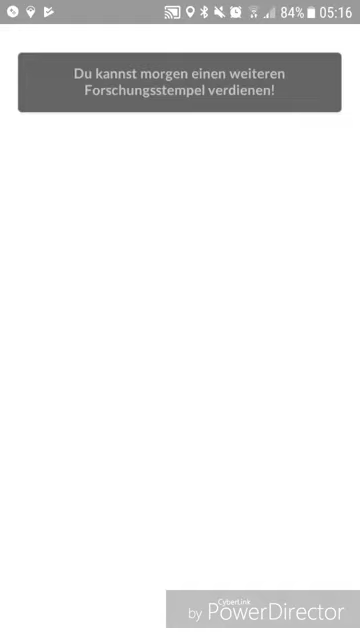 84% 05:16
Du kannst morgen einen weiteren
Forschungsstempel verdienen!
CyberLink
by PowerDirector